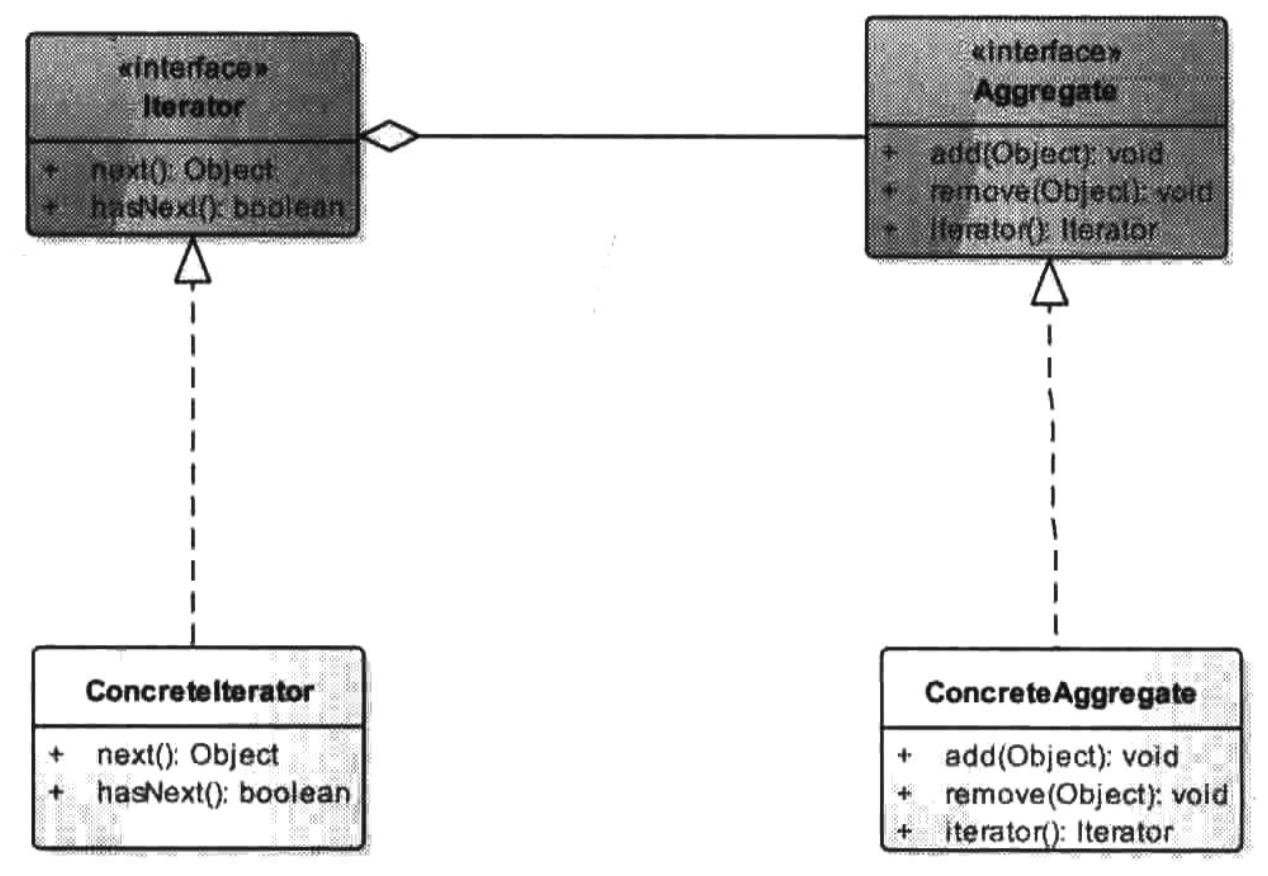 «interface»
Iterator
+ next(): Object
+ hasNext(): boolean
«interface»
Aggregate
+ add(Object): void
+ remove(Object): void
+ iterator(): Iterator
ConcreteIterator
+ next(): Object
+ hasNext(): boolean
ConcreteAggregate
+ add(Object): void
+ remove(Object): void
+ iterator(): Iterator